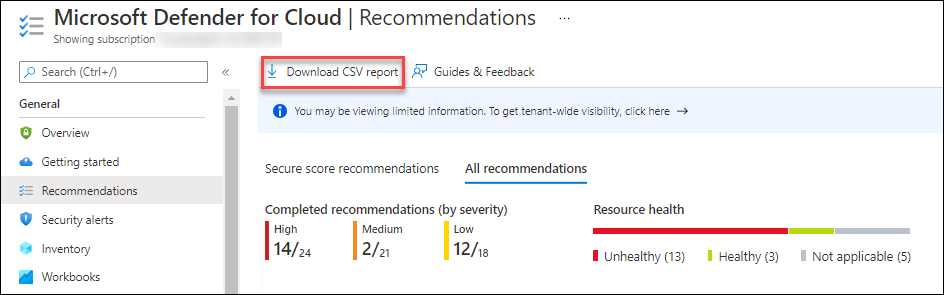 Microsoft Defender for Cloud | Recommendations ...
Showing subscription
Search (Ctrl+/)
«
Download CSV report
Guides & Feedback
General
Overview
Getting started
Recommendations
Security alerts
Inventory
Workbooks
You may be viewing limited information. To get tenant-wide visibility, click here →
Secure score recommendations
All recommendations
Completed recommendations (by severity)
High
14/24
Medium
2/21
Low
12/18
Resource health
Unhealthy (13)
Healthy (3)
Not applicable (5)